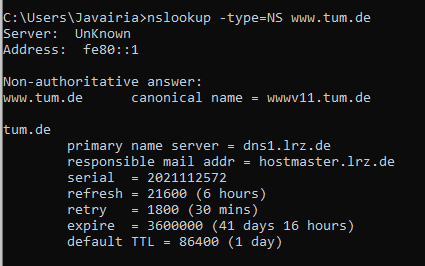 C:\Users\Javairia>nslookup -type=NS www.tum.de
Server:  UnKnown
Address:  fe80::1

Non-authoritative answer:
www.tum.de      canonical name = wwwv11.tum.de

tum.de
        primary name server = dns1.lrz.de
        responsible mail addr = hostmaster.lrz.de
        serial  = 2021112572
        refresh = 21600 (6 hours)
        retry   = 1800 (30 mins)
        expire  = 3600000 (41 days 16 hours)
        default TTL = 86400 (1 day)